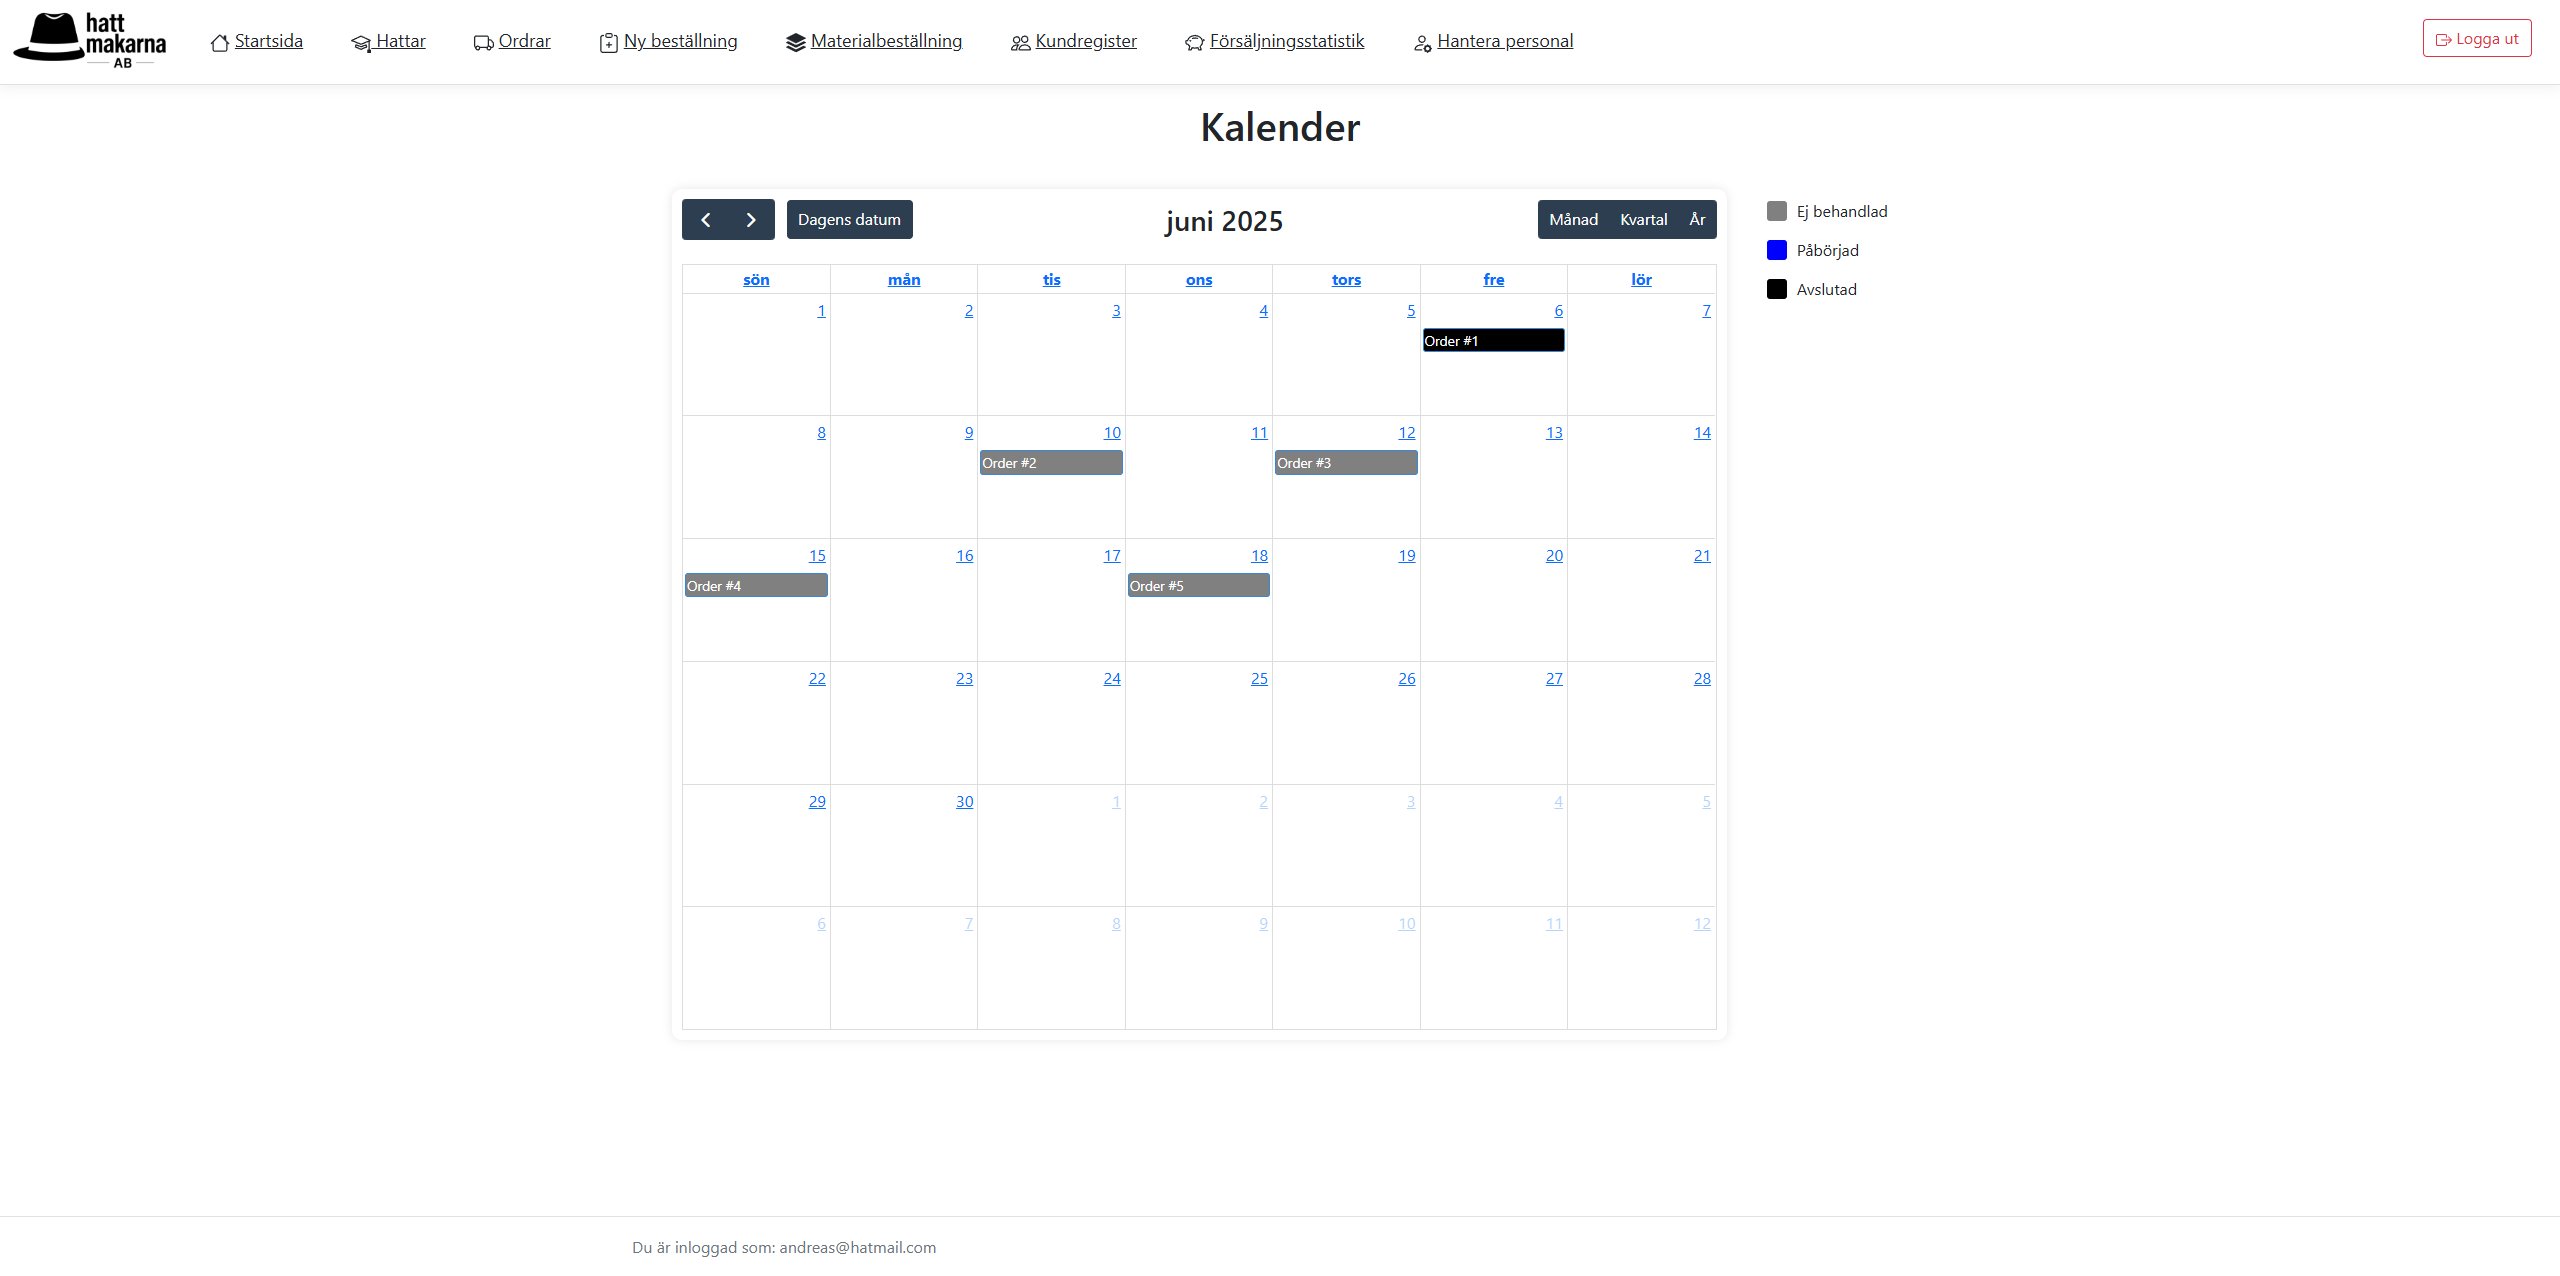 hatt
makarna
AB
Startsida Hattar Ordrar Ny beställning Materialbeställning Kundregister Försäljningsstatistik Hantera personal Logga ut
Kalender
Dagens datum juni 2025 Månad Kvartal År
Ej behandlad
Påbörjad
Avslutad
sön mån tis ons tors fre lör
1 2 3 4 5 6 7
Order #1
8 9 10 11 12 13 14
Order #2 Order #3
15 16 17 18 19 20 21
Order #4 Order #5
22 23 24 25 26 27 28
29 30 1 2 3 4 5
6 7 8 9 10 11 12
Du är inloggad som: andreas@hatmail.com